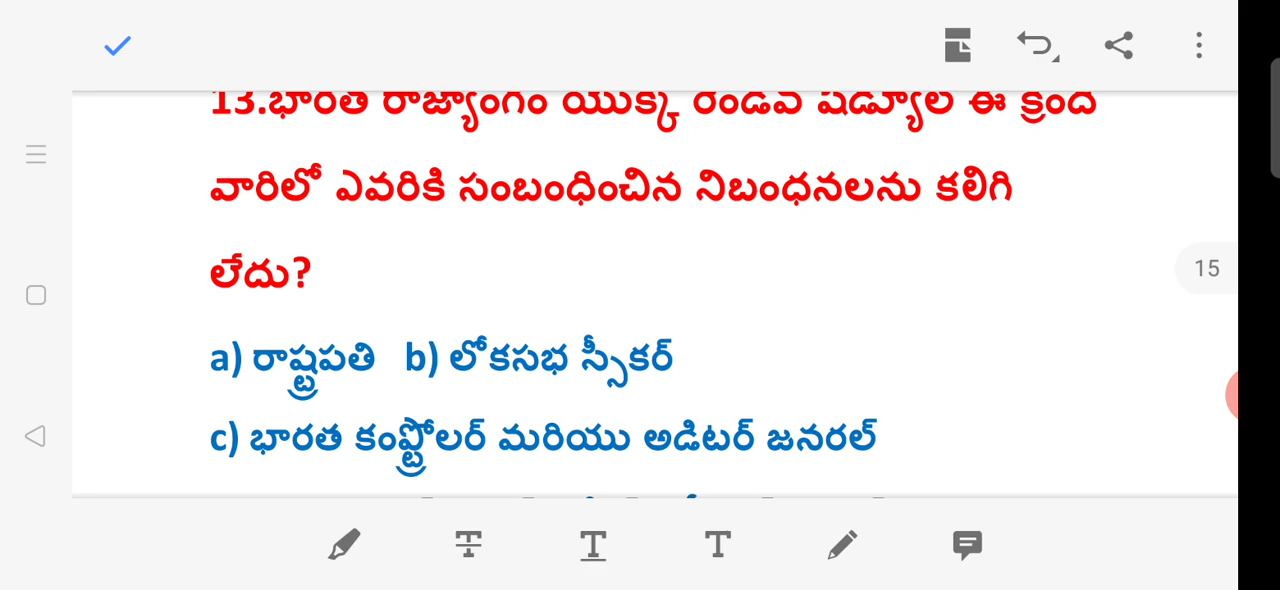 13.భారత రాజ్యాంగం యొక్క రెండవ షెడ్యూల్ ఈ క్రింది
వారిలో ఎవరికి సంబంధించిన నిబంధనలను కలిగి
లేదు?
15
a) రాష్ట్రపతి b) లోకసభ స్పీకర్
c) భారత కంప్ట్రోలర్ మరియు అడిటర్ జనరల్